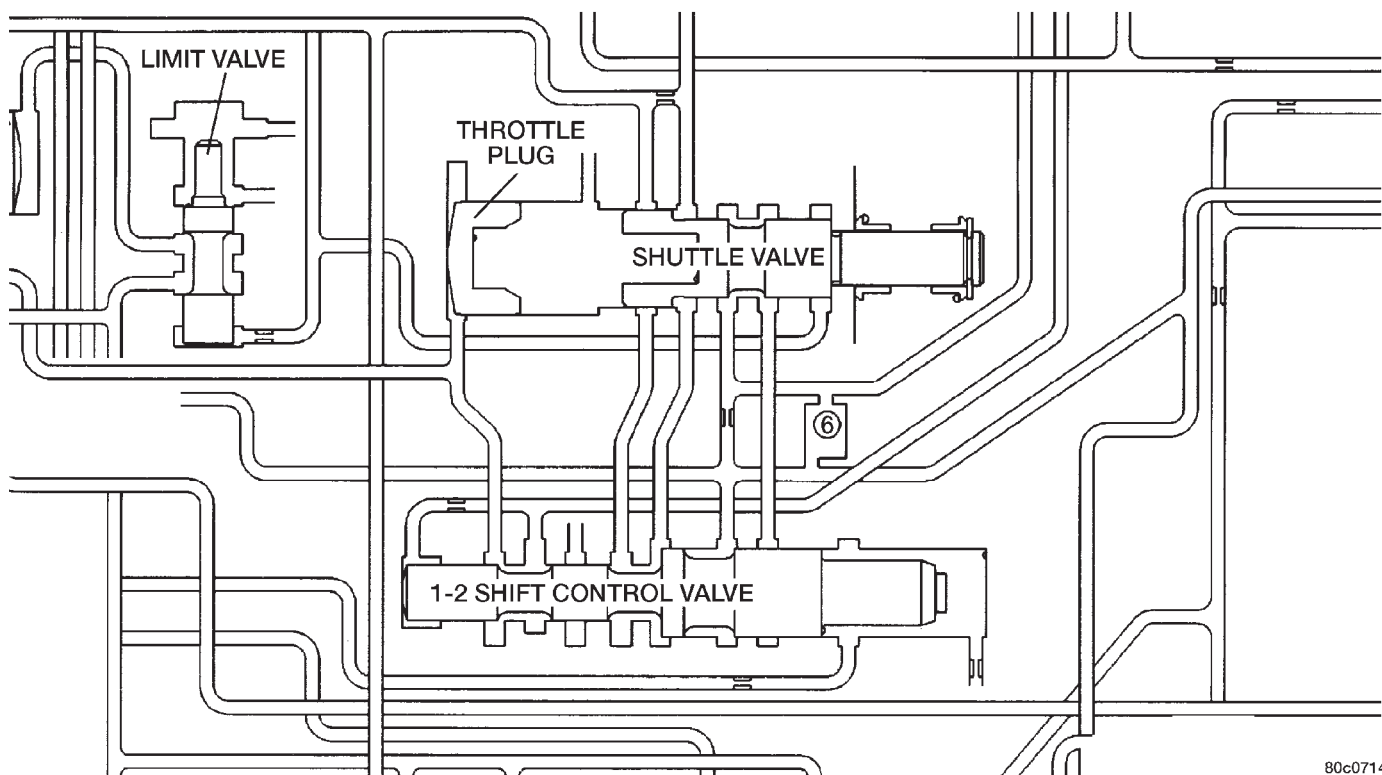 LIMIT VALVE
THROTTLE
PLUG
SHUTTLE VALVE
6
1-2 SHIFT CONTROL VALVE
80c0714